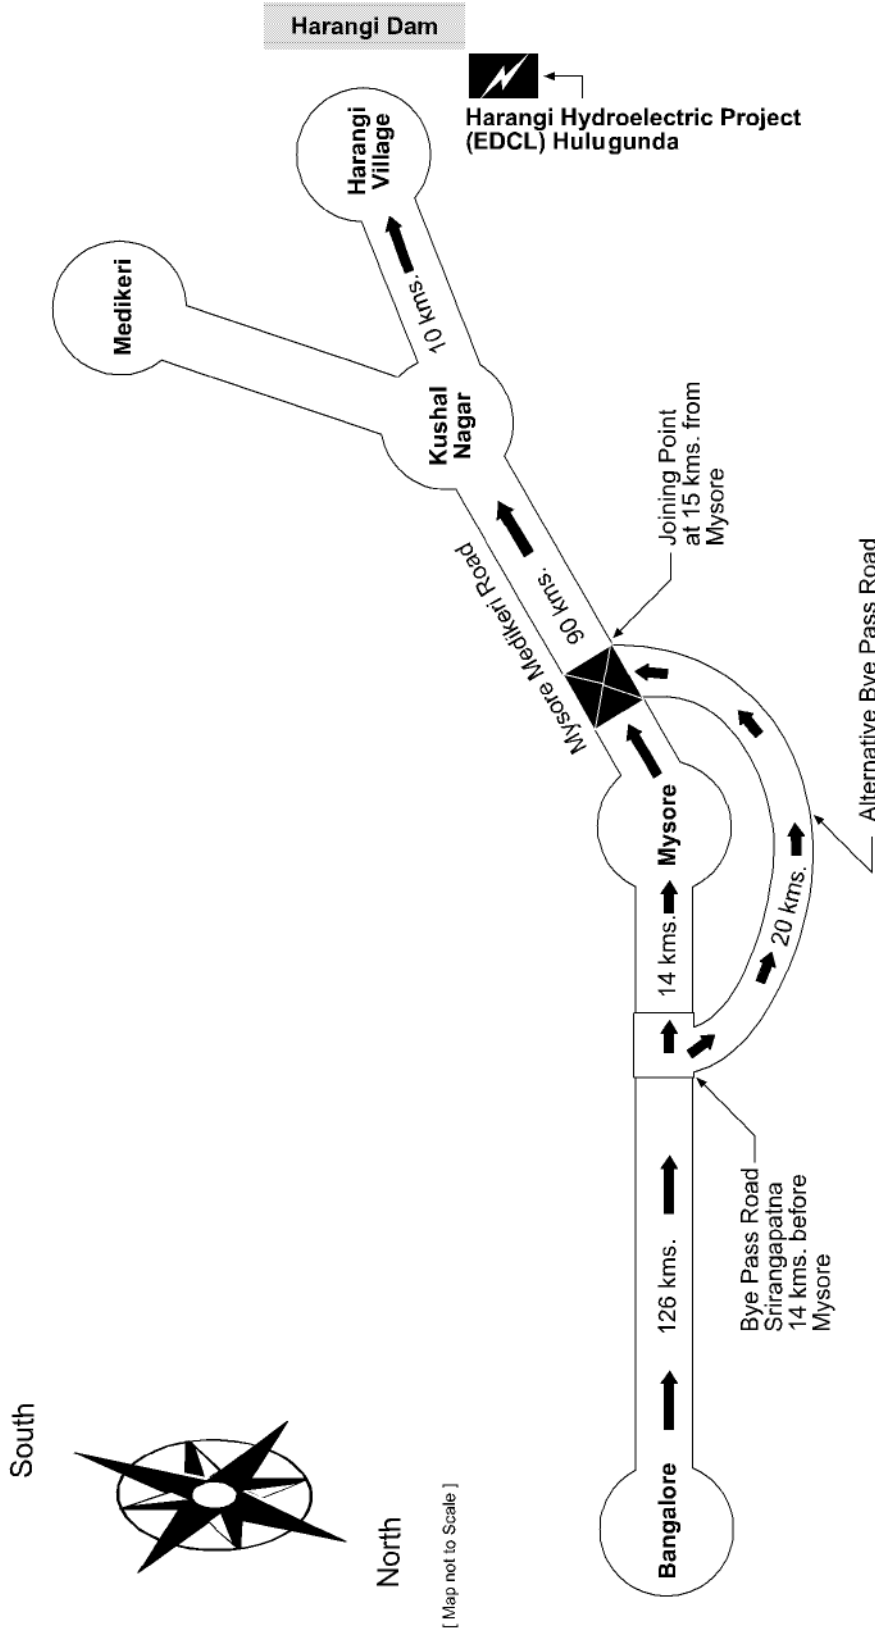 Harangi Dam
Harangi Hydroelectric Project
(EDCL) Hulugunda
Harangi
Village
Medikeri
10 kms.
Kushal
Nagar
Mysore Medikeri Road
90 kms.
Joining Point
at 15 kms. from
Mysore
Mysore
14 kms.
20 kms.
Alternative Bye Pass Road
Bye Pass Road
Srirangapatna
14 kms. before
Mysore
126 kms.
Bangalore
South
North
[ Map not to Scale ]